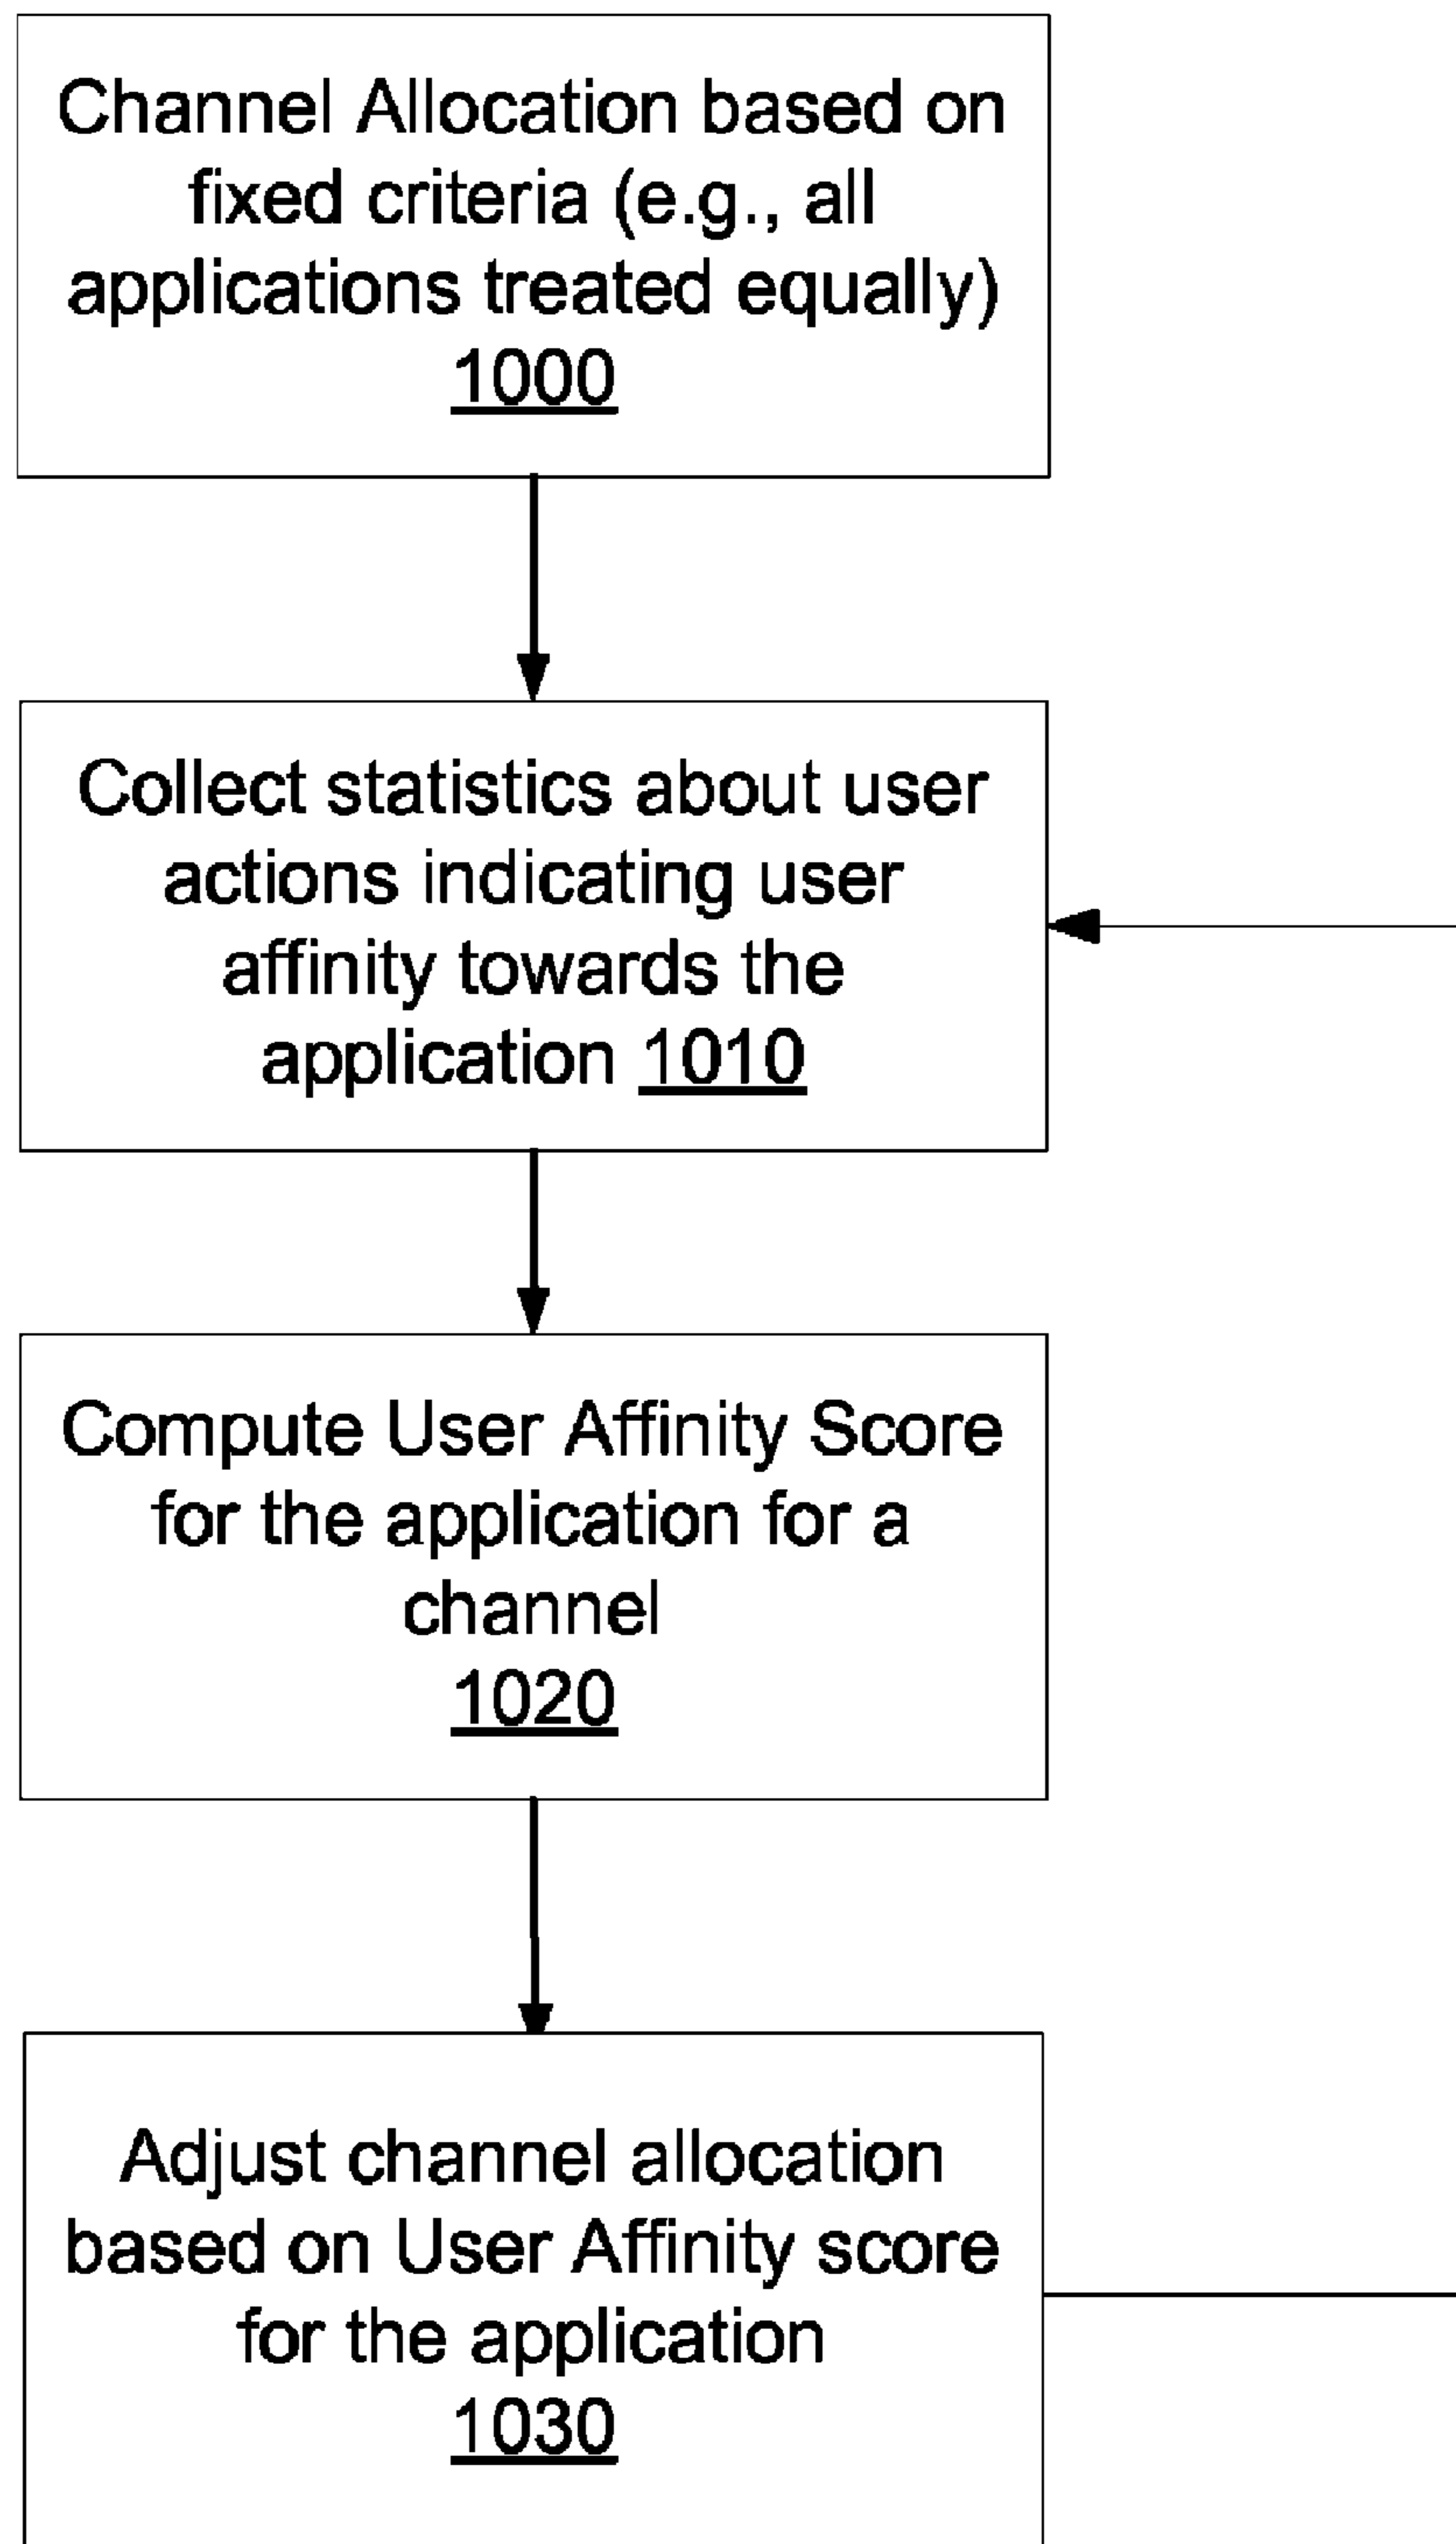 Channel Allocation based on
fixed criteria (e.g., all
applications treated equally)
1000
Collect statistics about user
actions indicating user
affinity towards the
application 1010
Compute User Affinity Score
for the application for a
channel
1020
Adjust channel allocation
based on User Affinity score
for the application
1030